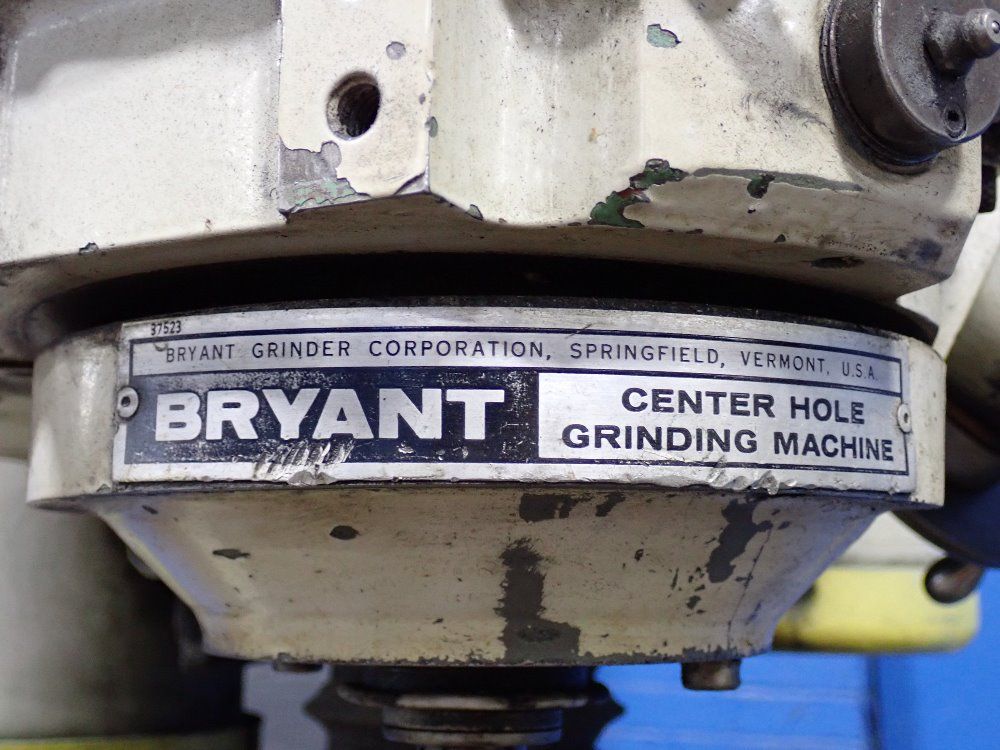 37523
BRYANT GRINDER CORPORATION, SPRINGFIELD, VERMONT, U.S.A.
BRYANT
CENTER HOLE
GRINDING MACHINE